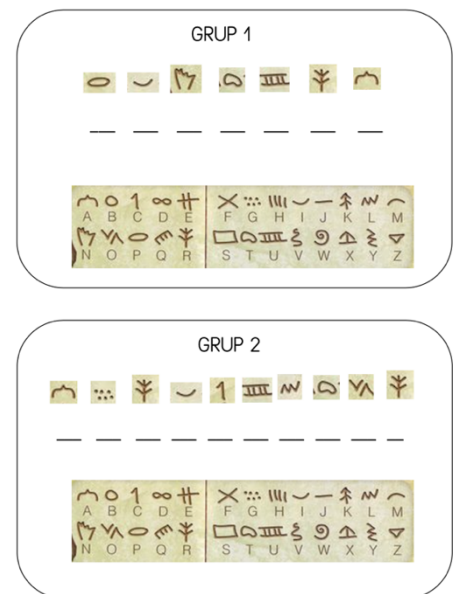 GRUP 1
A B C D E F G H I J K L M
N O P Q R S T U V W X Y Z
GRUP 2
A B C D E F G H I J K L M
N O P Q R S T U V W X Y Z